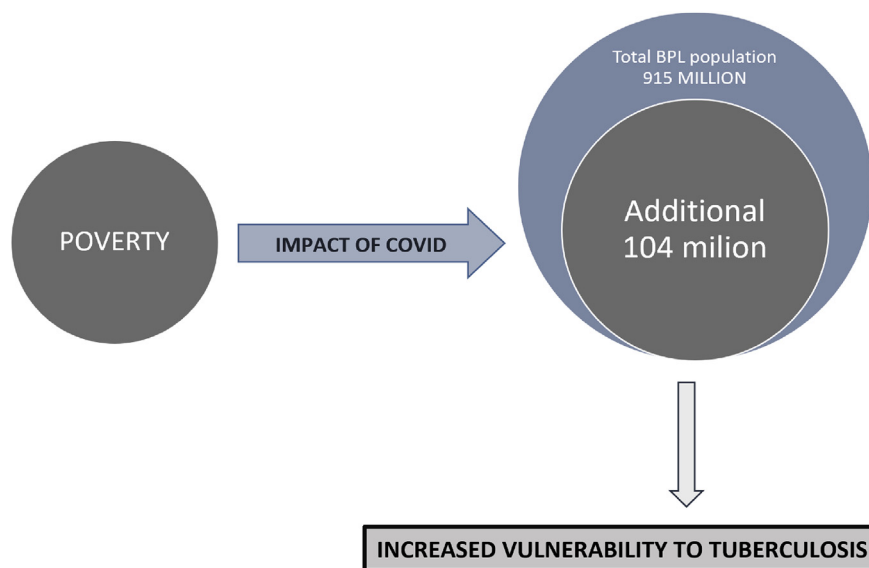 POVERTY
IMPACT OF COVID
Total BPL population
915 MILLION
Additional
104 milion
INCREASED VULNERABILITY TO TUBERCULOSIS